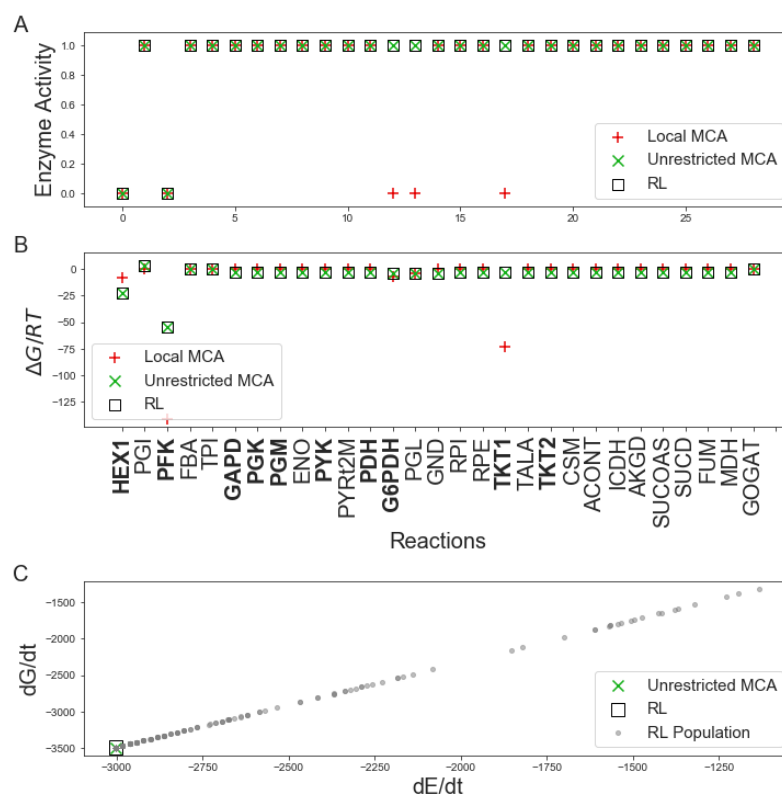 A
Enzyme Activity
1.0
0.8
0.6
0.4
0.2
0.0
Local MCA
Unrestricted MCA
RL
0 5 10 15 20 25
B
ΔG/RT
0
−25
−50
−75
−100
−125
Local MCA
Unrestricted MCA
RL
HEX1
PGI
PFK
FBA
TPI
GAPD
PGK
PGM
ENO
PYK
PYRt2M
PDH
G6PDH
PGL
GND
RPI
RPE
TKT1
TALA
TKT2
CSM
ACONT
ICDH
AKGD
SUCOAS
SUCD
FUM
MDH
GOGAT
Reactions
C
dG/dt
−1500
−2000
−2500
−3000
−3500
Unrestricted MCA
RL
RL Population
−3000 −2750 −2500 −2250 −2000 −1750 −1500 −1250
dE/dt